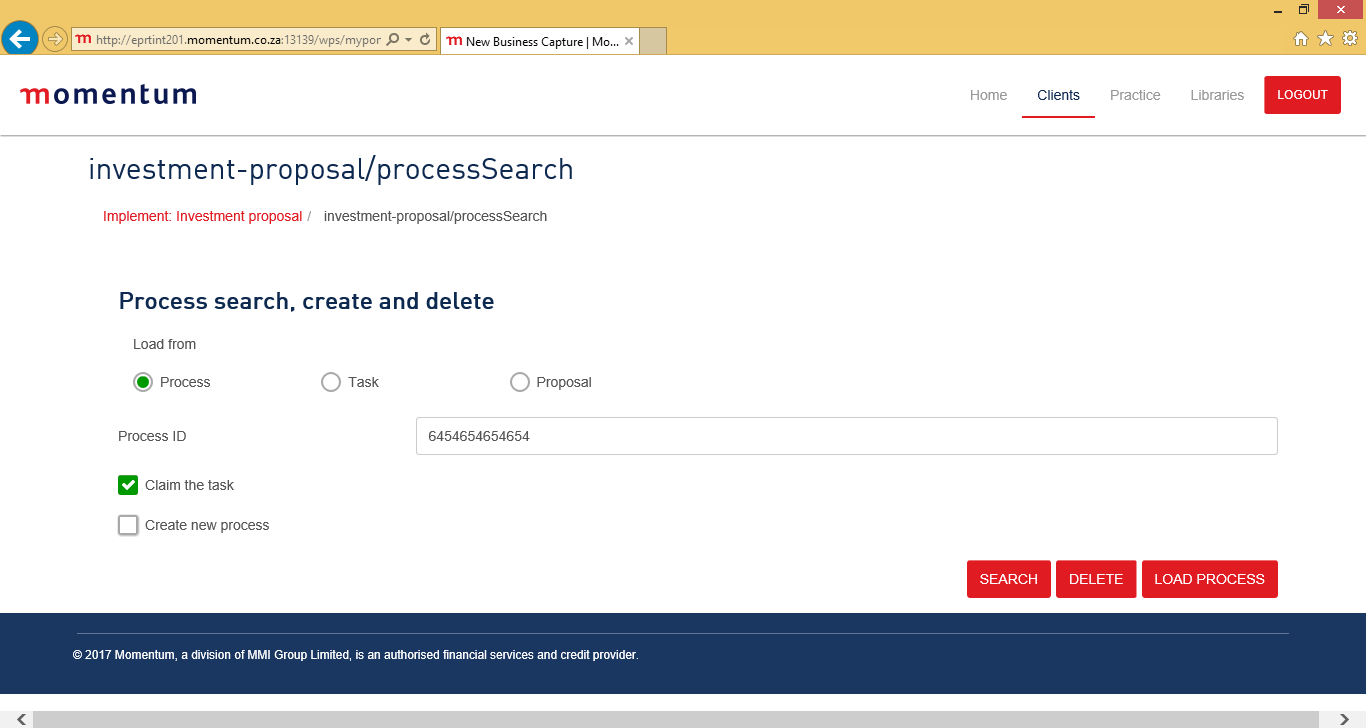 http://eprtint201.momentum.co.za:13139/wps/mypor
m New Business Capture | Mo...
momentum
Home Clients Practice Libraries LOGOUT
investment-proposal/processSearch
Implement: Investment proposal / investment-proposal/processSearch
Process search, create and delete
Load from
Process Task Proposal
Process ID 6454654654654
Claim the task
Create new process
SEARCH DELETE LOAD PROCESS
© 2017 Momentum, a division of MMI Group Limited, is an authorised financial services and credit provider.